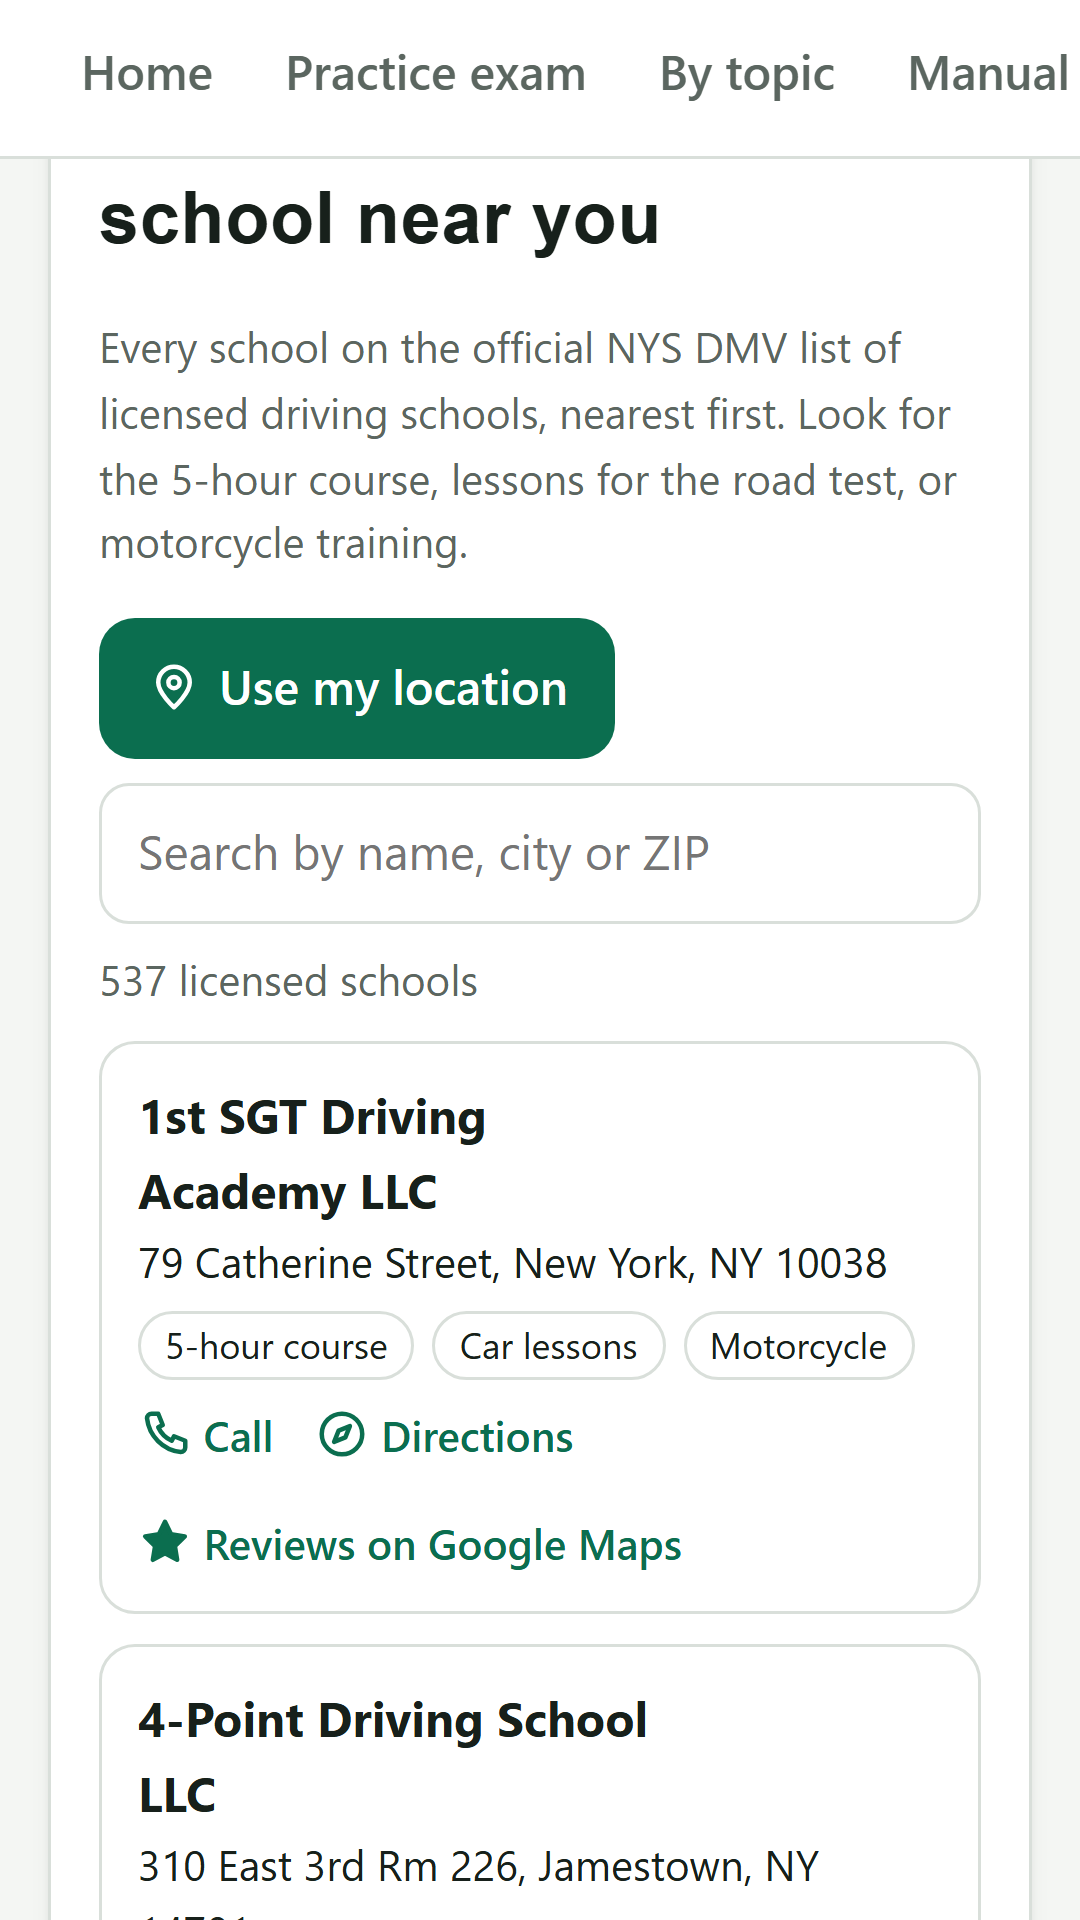 Home Practice exam By topic Manual
school near you
Every school on the official NYS DMV list of
licensed driving schools, nearest first. Look for
the 5-hour course, lessons for the road test, or
motorcycle training.
Use my location
Search by name, city or ZIP
537 licensed schools
1st SGT Driving
Academy LLC
79 Catherine Street, New York, NY 10038
5-hour course Car lessons Motorcycle
Call Directions
Reviews on Google Maps
4-Point Driving School
LLC
310 East 3rd Rm 226, Jamestown, NY